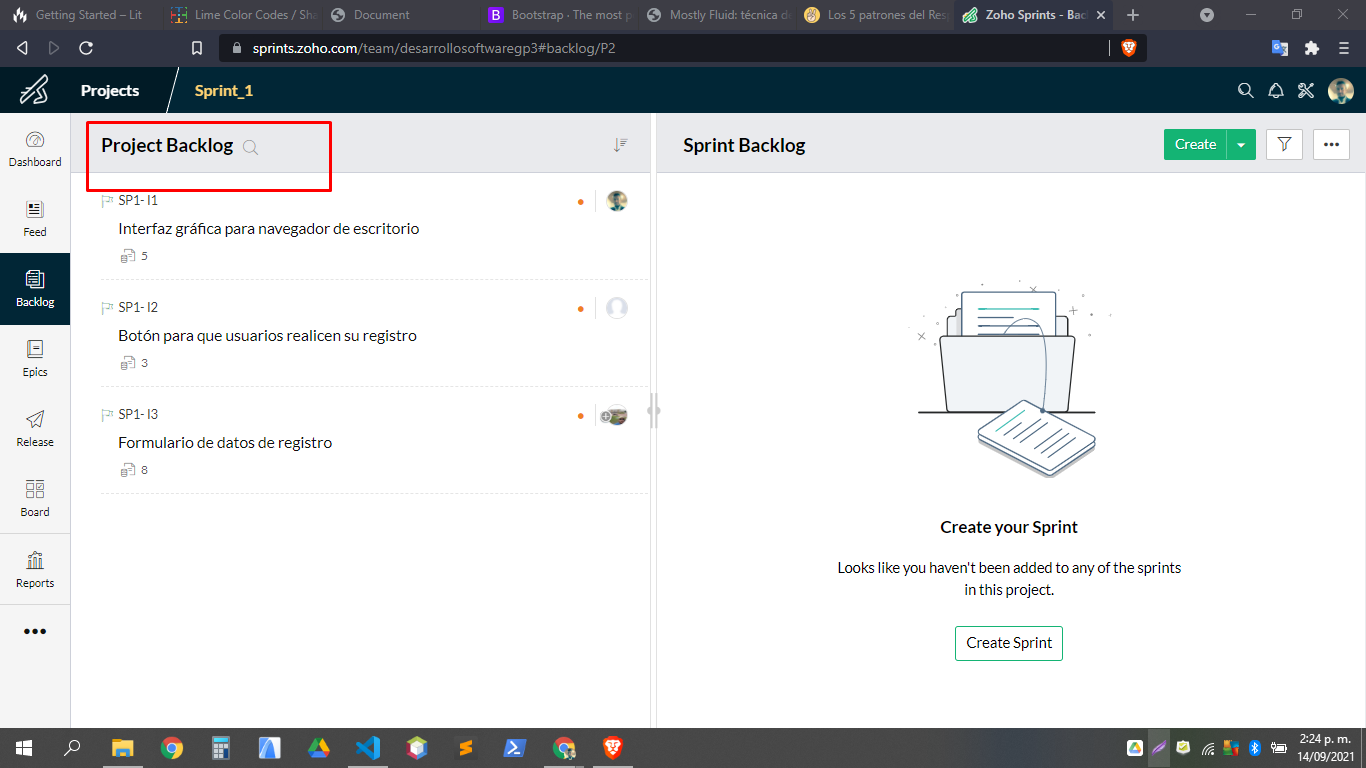 Getting Started – Lit
Lime Color Codes / Sha
Document
B
Bootstrap · The most p
Mostly Fluid: técnica de
Los 5 patrones del Resp
Zoho Sprints - Bac
sprints.zoho.com/team/desarrollosoftwaregp3#backlog/P2
Projects
Sprint_1
Dashboard
Feed
Backlog
Epics
Release
Board
Reports
Project Backlog
SP1- I1
Interfaz gráfica para navegador de escritorio
5
SP1- I2
Botón para que usuarios realicen su registro
3
SP1- I3
Formulario de datos de registro
8
Sprint Backlog
Create
Create your Sprint
Looks like you haven't been added to any of the sprints
in this project.
Create Sprint
2:24 p. m.
14/09/2021